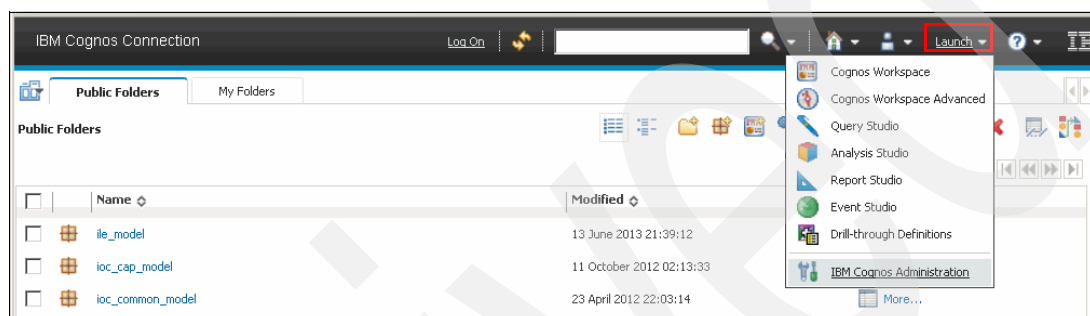 IBM Cognos Connection Log On Launch
Cognos Workspace
Public Folders My Folders
Cognos Workspace Advanced
Public Folders
Query Studio
Analysis Studio
Report Studio
Name Modified
Event Studio
ile_model 13 June 2013 21:39:12
Drill-through Definitions
ioc_cap_model 11 October 2012 02:13:33
IBM Cognos Administration
ioc_common_model 23 April 2012 22:03:14 More...